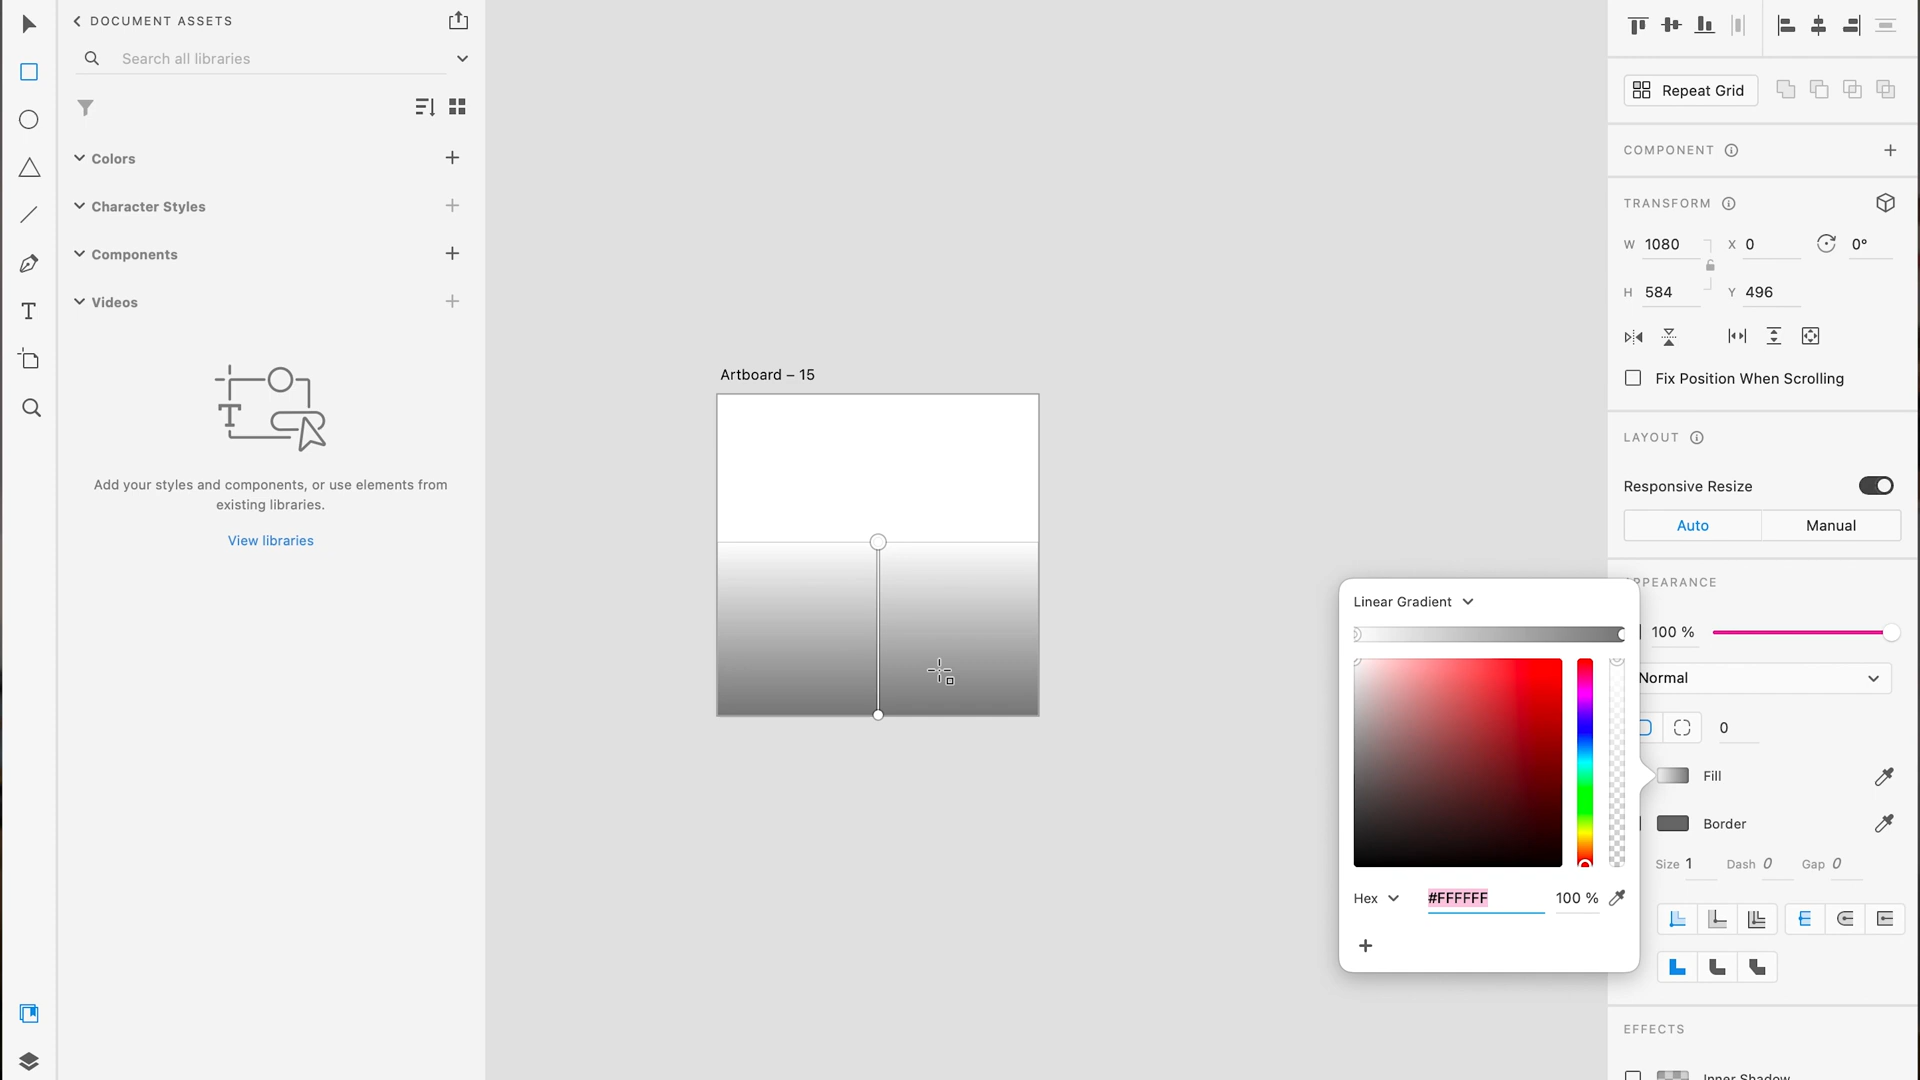 DOCUMENT ASSETS
Search all libraries
Colors
Character Styles
Components
Videos
T
Add your styles and components, or use elements from
existing libraries.
View libraries
T
Artboard – 15
Repeat Grid
COMPONENT
TRANSFORM
W 1080
X 0
0°
H 584
Y 496
Fix Position When Scrolling
LAYOUT
Responsive Resize
Auto
Manual
APPEARANCE
100 %
Normal
0
Fill
Border
Size 1
Dash 0
Gap 0
EFFECTS
Inner Shadow
Linear Gradient
Hex
#FFFFFF
100 %